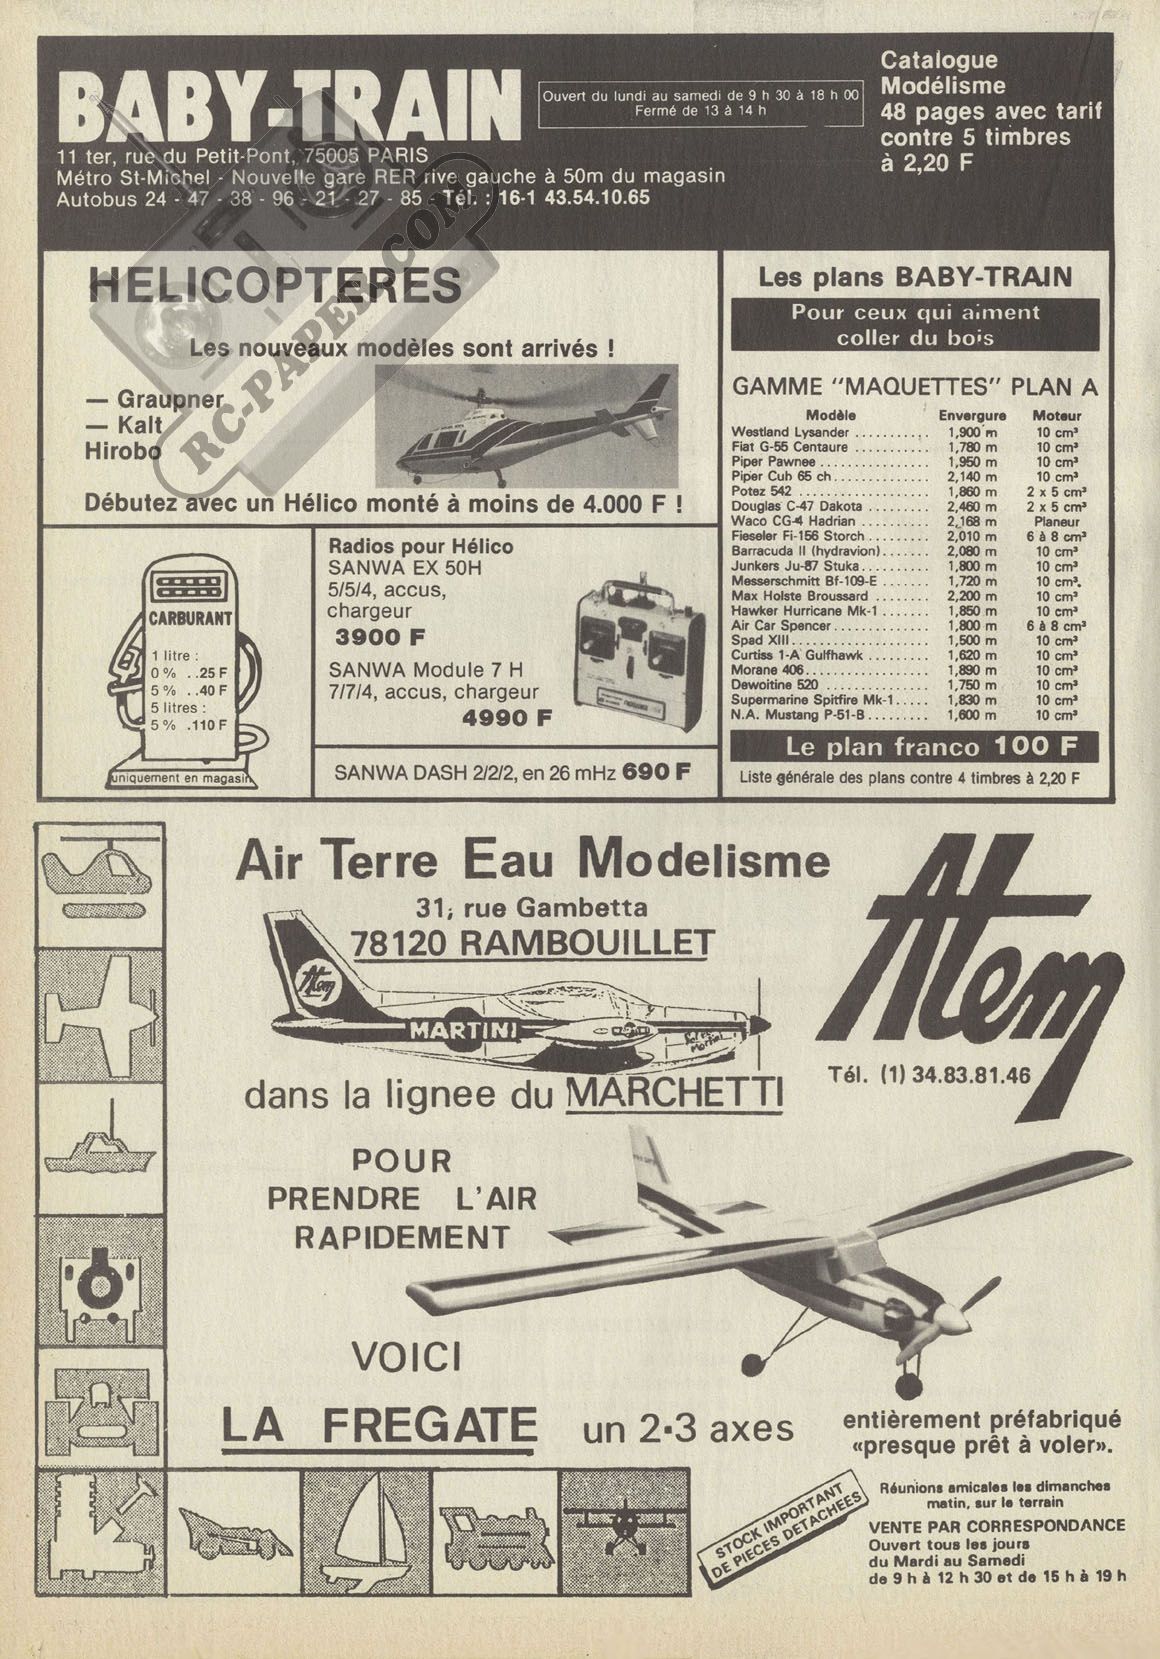 BABY-TRAIN
Ouvert du lundi au samedi de 9 h 30 à 18 h 00
Fermé de 13 à 14 h
Catalogue
Modélisme
48 pages avec tarif
contre 5 timbres
à 2,20 F
11 ter, rue du Petit-Pont, 75005 PARIS
Métro St-Michel - Nouvelle gare RER rive gauche à 50m du magasin
Autobus 24 - 47 - 38 - 96 - 21 - 27 - 85 - Tél. : 16-1 43.54.10.65
RC-PAPER.COM
HELICOPTERES
Les nouveaux modèles sont arrivés !
— Graupner
— Kalt
Hirobo
Débutez avec un Hélico monté à moins de 4.000 F !
CARBURANT
1 litre :
0 % ..25 F
5 % ..40 F
5 litres :
5 % .110 F
uniquement en magasin
Radios pour Hélico
SANWA EX 50H
5/5/4, accus,
chargeur
3900 F
SANWA Module 7 H
7/7/4, accus, chargeur
4990 F
SANWA DASH 2/2/2, en 26 mHz 690 F
Les plans BABY-TRAIN
Pour ceux qui aiment
coller du bois
GAMME "MAQUETTES" PLAN A
Modèle Envergure Moteur
Westland Lysander .......... 1,900 m 10 cm³
Fiat G-55 Centaure .......... 1,780 m 10 cm³
Piper Pawnee .............. 1,950 m 10 cm³
Piper Cub 65 ch............ 2,140 m 10 cm³
Potez 542 ................. 1,860 m 2 x 5 cm³
Douglas C-47 Dakota ........ 2,460 m 2 x 5 cm³
Waco CG-4 Hadrian ......... 2,168 m Planeur
Fieseler Fi-156 Storch........ 2,010 m 6 à 8 cm³
Barracuda II (hydravion)....... 2,080 m 10 cm³
Junkers Ju-87 Stuka.......... 1,800 m 10 cm³
Messerschmitt Bf-109-E ....... 1,720 m 10 cm³.
Max Holste Broussard ........ 2,200 m 10 cm³
Hawker Hurricane Mk-1 ....... 1,850 m 10 cm³
Air Car Spencer............. 1,800 m 6 à 8 cm³
Spad XIII.................. 1,500 m 10 cm³
Curtiss 1-A Gulfhawk ......... 1,620 m 10 cm³
Morane 406................ 1,890 m 10 cm³
Dewoitine 520 .............. 1,750 m 10 cm³
Supermarine Spitfire Mk-1..... 1,830 m 10 cm³
N.A. Mustang P-51-B......... 1,600 m 10 cm³
Le plan franco 100 F
Liste générale des plans contre 4 timbres à 2,20 F
Air Terre Eau Modelisme
31, rue Gambetta
78120 RAMBOUILLET
Atem
Atem
MARTINI
Tél. (1) 34.83.81.46
dans la lignee du MARCHETTI
POUR
PRENDRE L'AIR
RAPIDEMENT
VOICI
LA FREGATE un 2-3 axes
entièrement préfabriqué
«presque prêt à voler».
STOCK IMPORTANT
DE PIECES DETACHEES
Réunions amicales les dimanches
matin, sur le terrain
VENTE PAR CORRESPONDANCE
Ouvert tous les jours
du Mardi au Samedi
de 9 h à 12 h 30 et de 15 h à 19 h